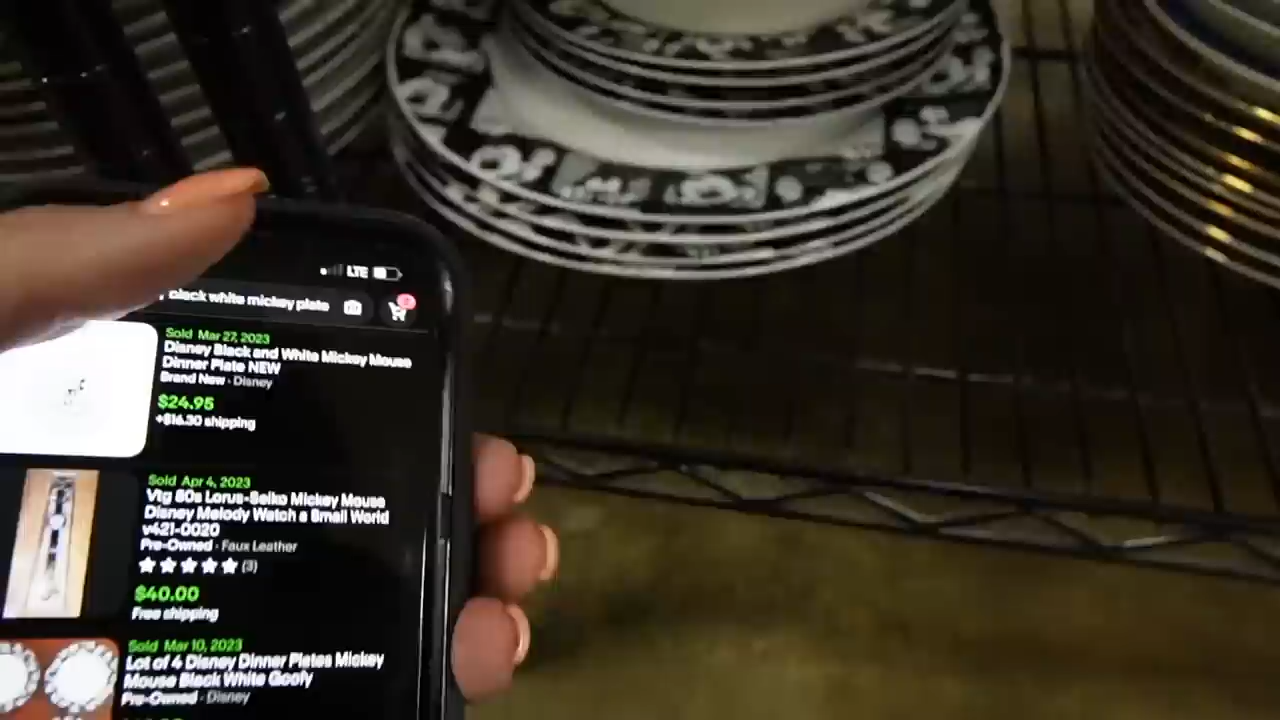 LTE
black white mickey plate
Sold Mar 27, 2023
Disney Black and White Mickey Mouse
Dinner Plate NEW
Brand New · Disney
$24.95
+$16.30 shipping
Sold Apr 4, 2023
Vtg 80s Lorus-Seiko Mickey Mouse
Disney Melody Watch a Small World
v421-0020
Pre-Owned · Faux Leather
(3)
$40.00
Free shipping
Sold Mar 10, 2023
Lot of 4 Disney Dinner Plates Mickey
Mouse Black White Goofy
Pre-Owned · Disney